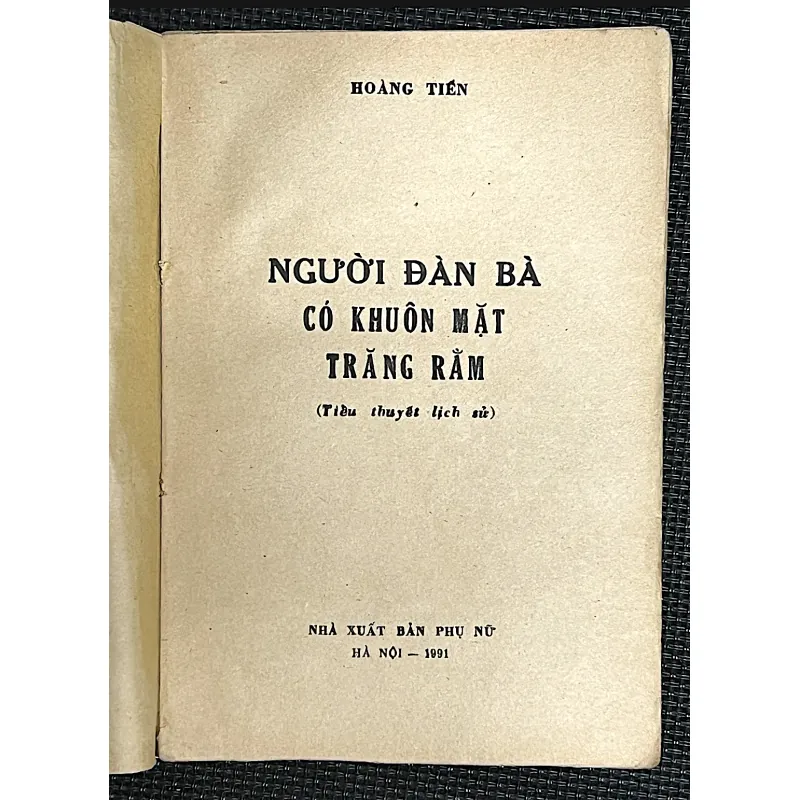 HOÀNG TIẾN
NGƯỜI ĐÀN BÀ
CÓ KHUÔN MẶT
TRĂNG RẰM
(Tiểu thuyết lịch sử)
NHÀ XUẤT BẢN PHỤ NỮ
HÀ NỘI — 1991